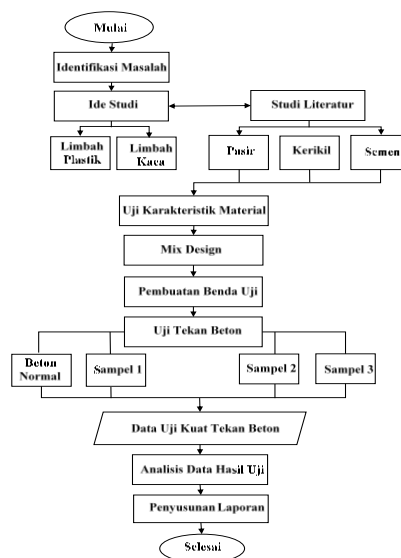 Mulai
Identifikasi Masalah
Ide Studi
Studi Literatur
Limbah
Plastik
Limbah
Kaca
Pasir
Kerikil
Semen
Uji Karakteristik Material
Mix Design
Pembuatan Benda Uji
Uji Tekan Beton
Beton
Normal
Sampel 1
Sampel 2
Sampel 3
Data Uji Kuat Tekan Beton
Analisis Data Hasil Uji
Penyusunan Laporan
Selesai